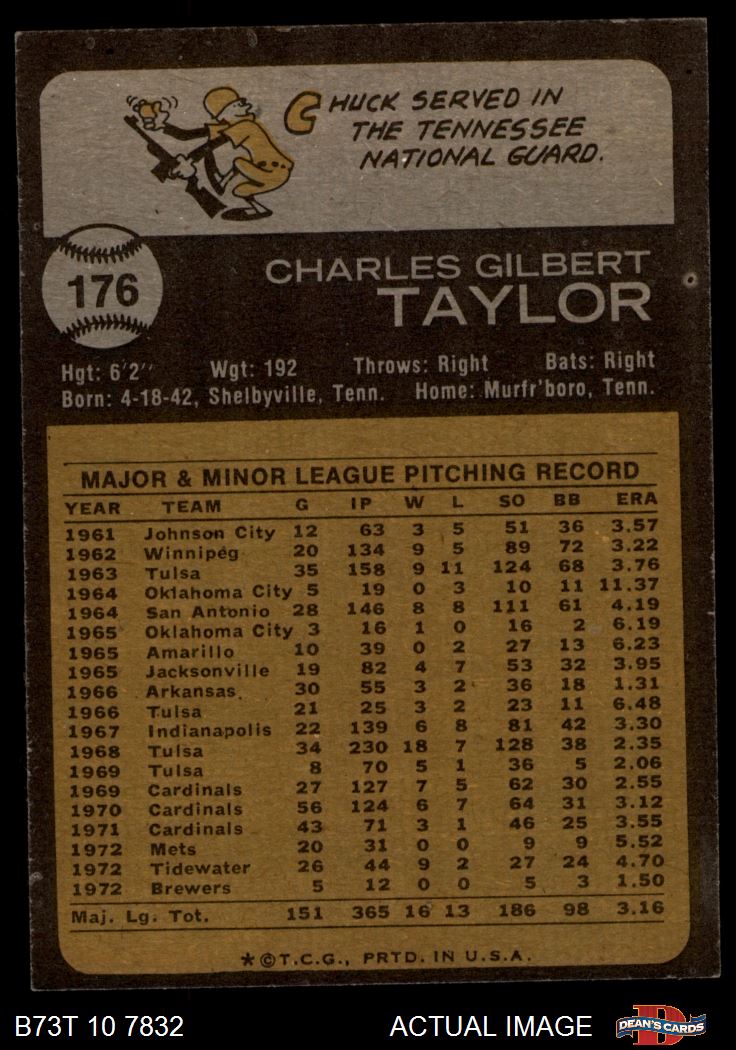 CHUCK SERVED IN
THE TENNESSEE
NATIONAL GUARD.
176
CHARLES GILBERT
TAYLOR
Hgt: 6'2" Wgt: 192 Throws: Right Bats: Right
Born: 4-18-42, Shelbyville, Tenn. Home: Murfr'boro, Tenn.
MAJOR & MINOR LEAGUE PITCHING RECORD
YEAR TEAM G IP W L SO BB ERA
1961 Johnson City 12 63 3 5 51 36 3.57
1962 Winnipeg 20 134 9 5 89 72 3.22
1963 Tulsa 35 158 9 11 124 68 3.76
1964 Oklahoma City 5 19 0 3 10 11 11.37
1964 San Antonio 28 146 8 8 111 61 4.19
1965 Oklahoma City 3 16 1 0 16 2 6.19
1965 Amarillo 10 39 0 2 27 13 6.23
1965 Jacksonville 19 82 4 7 53 32 3.95
1966 Arkansas 30 55 3 2 36 18 1.31
1966 Tulsa 21 25 3 2 23 11 6.48
1967 Indianapolis 22 139 6 8 81 42 3.30
1968 Tulsa 34 230 18 7 128 38 2.35
1969 Tulsa 8 70 5 1 36 5 2.06
1969 Cardinals 27 127 7 5 62 30 2.55
1970 Cardinals 56 124 6 7 64 31 3.12
1971 Cardinals 43 71 3 1 46 25 3.55
1972 Mets 20 31 0 0 9 9 5.52
1972 Tidewater 26 44 9 2 27 24 4.70
1972 Brewers 5 12 0 0 5 3 1.50
Maj. Lg. Tot. 151 365 16 13 186 98 3.16
*©T.C.G., PRTD. IN U.S.A.
B73T 10 7832 ACTUAL IMAGE D DEAN'S CARDS